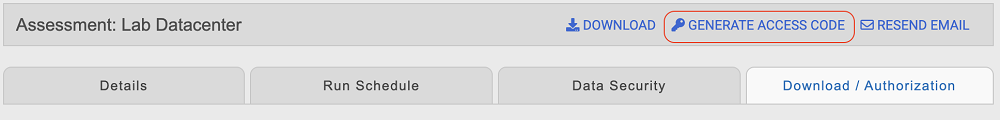 Assessment: Lab Datacenter DOWNLOAD GENERATE ACCESS CODE RESEND EMAIL
Details Run Schedule Data Security Download / Authorization